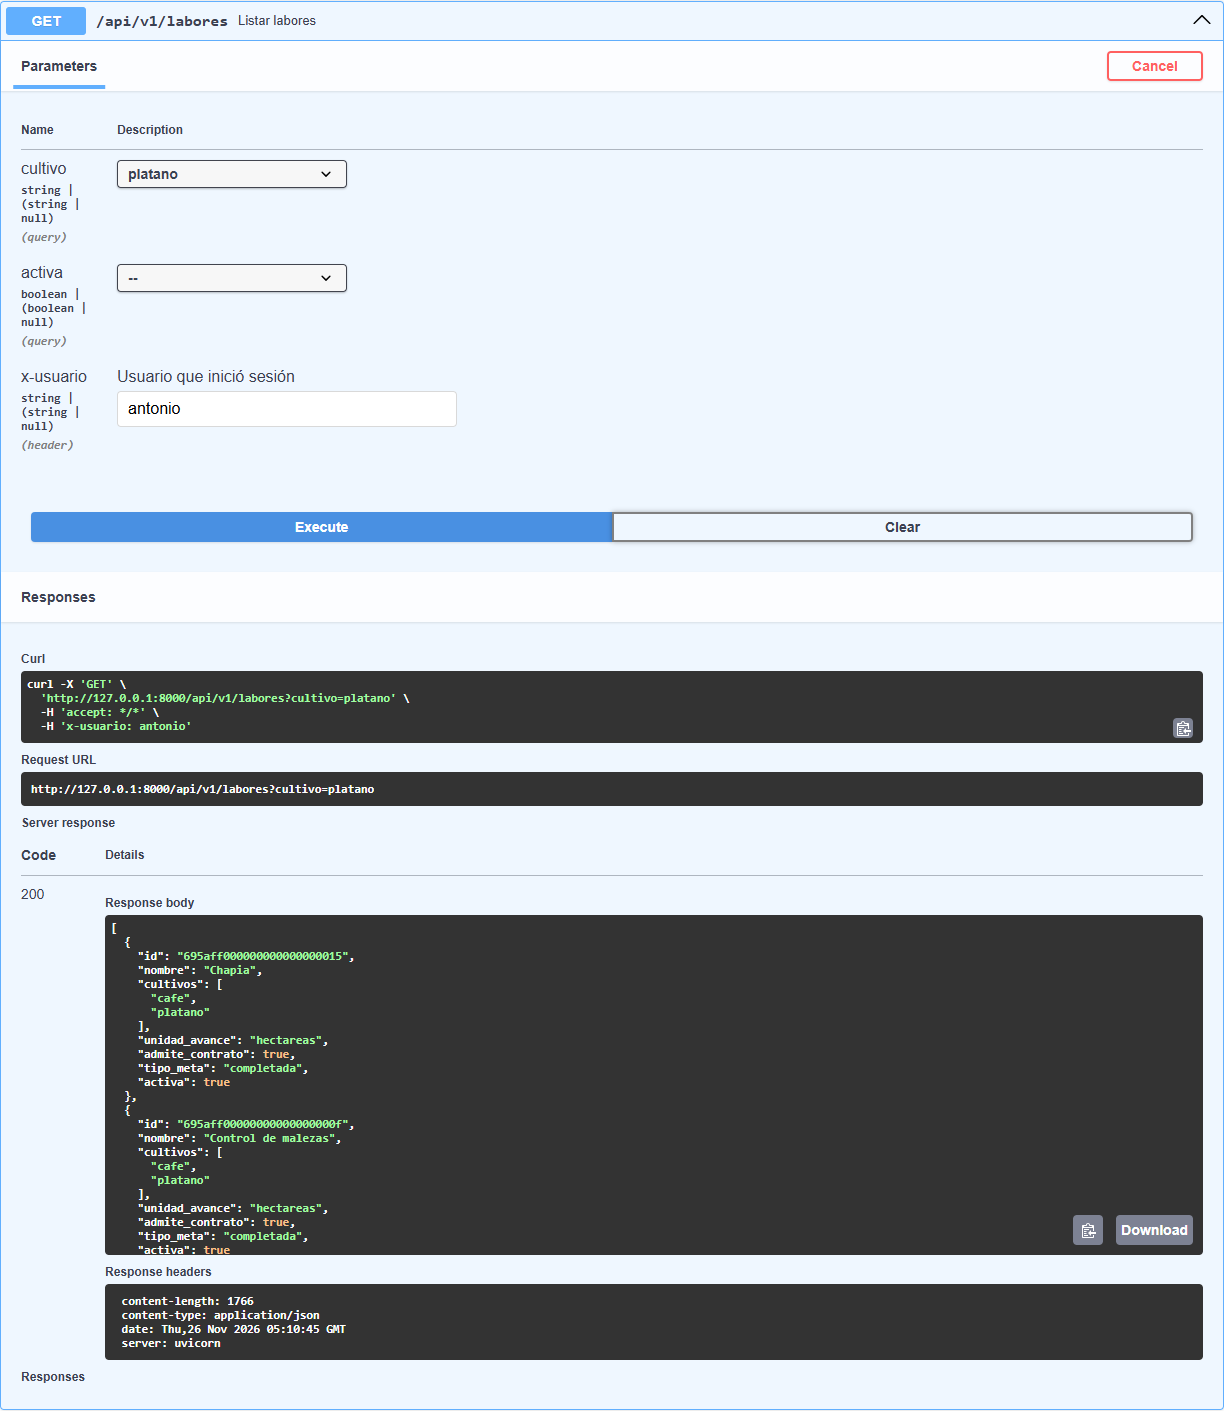 GET /api/v1/labores Listar labores
Parameters
Cancel
Name Description
cultivo
string |
(string |
null)
(query)
platano
activa
boolean |
(boolean |
null)
(query)
--
x-usuario
string |
(string |
null)
(header)
Usuario que inició sesión
antonio
Execute Clear
Responses
Curl
curl -X 'GET' \
  'http://127.0.0.1:8000/api/v1/labores?cultivo=platano' \
  -H 'accept: */*' \
  -H 'x-usuario: antonio'
Request URL
http://127.0.0.1:8000/api/v1/labores?cultivo=platano
Server response
Code Details
200
Response body
[
  {
    "id": "695aff000000000000000015",
    "nombre": "Chapia",
    "cultivos": [
      "cafe",
      "platano"
    ],
    "unidad_avance": "hectareas",
    "admite_contrato": true,
    "tipo_meta": "completada",
    "activa": true
  },
  {
    "id": "695aff00000000000000000f",
    "nombre": "Control de malezas",
    "cultivos": [
      "cafe",
      "platano"
    ],
    "unidad_avance": "hectareas",
    "admite_contrato": true,
    "tipo_meta": "completada",
    "activa": true
Download
Response headers
content-length: 1766
content-type: application/json
date: Thu,26 Nov 2026 05:10:45 GMT
server: uvicorn
Responses